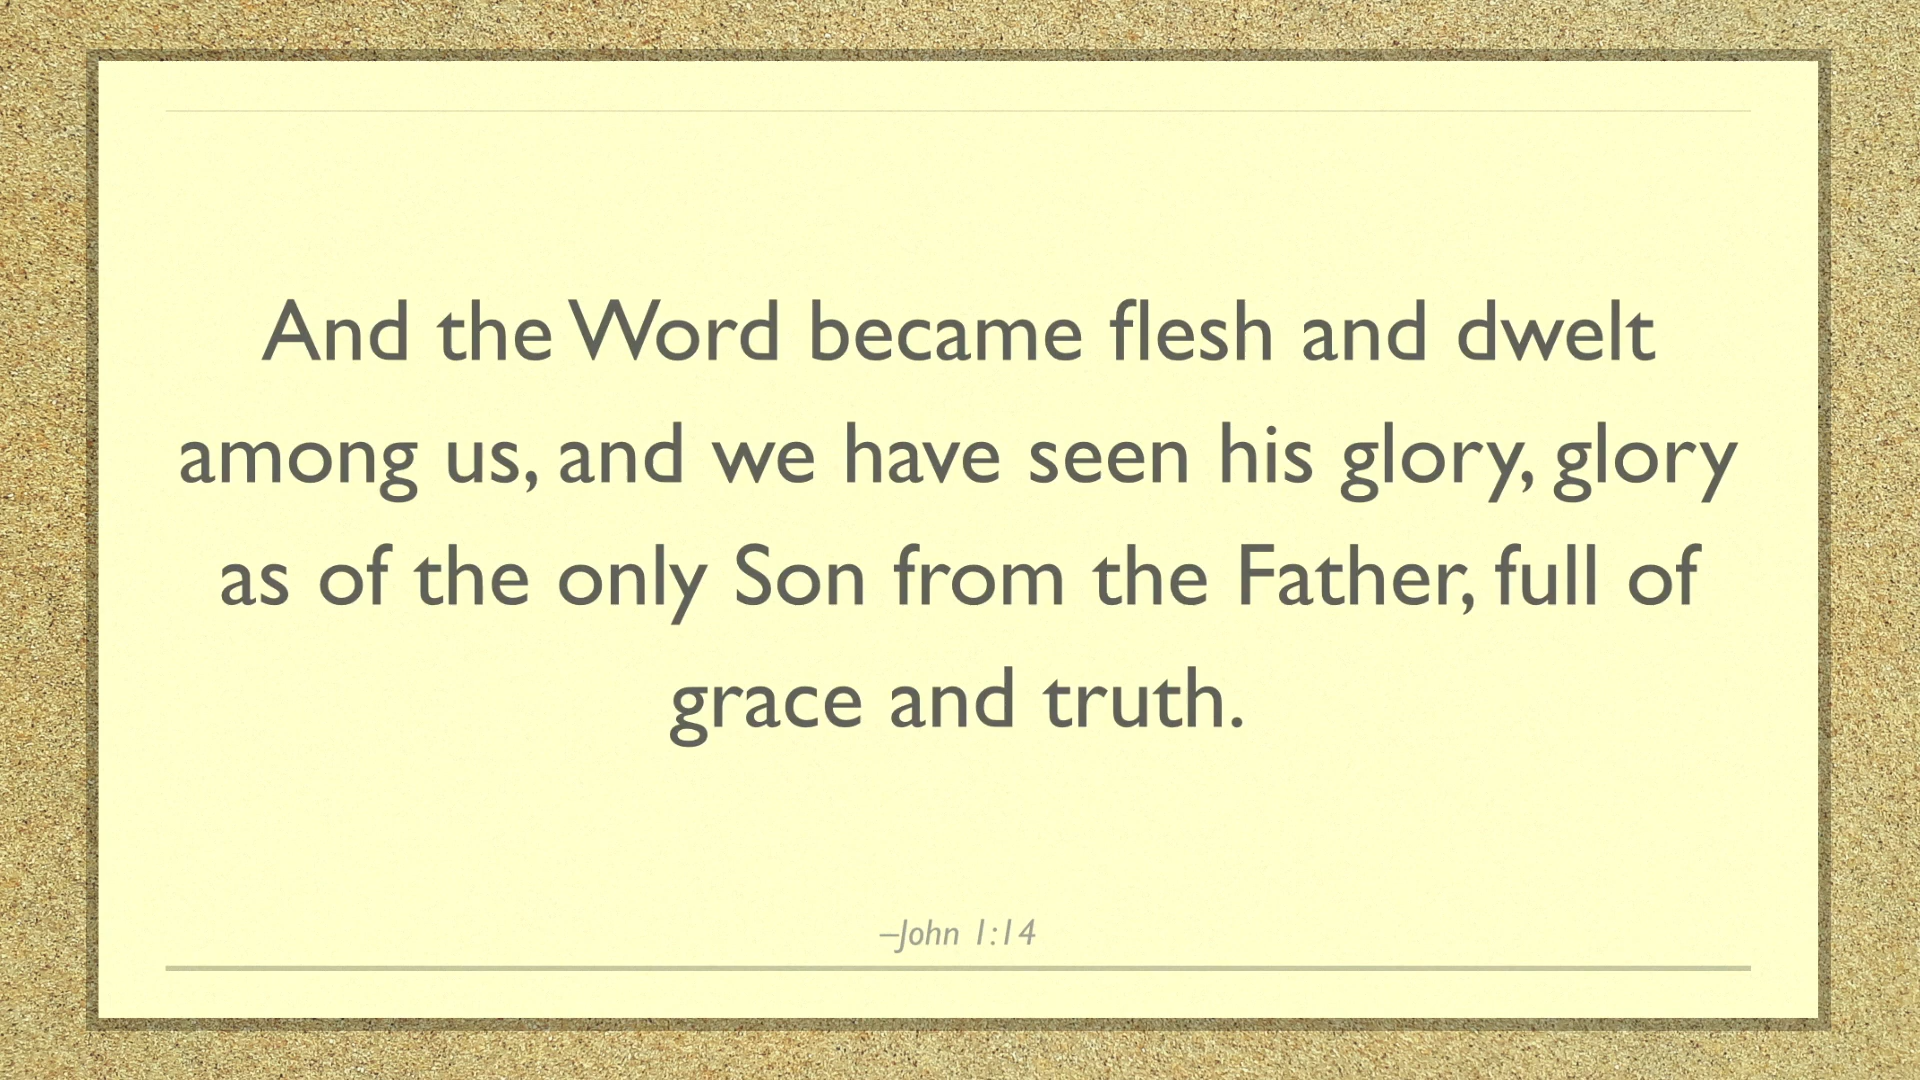 And the Word became flesh and dwelt
among us, and we have seen his glory, glory
as of the only Son from the Father, full of
grace and truth.
–John 1:14